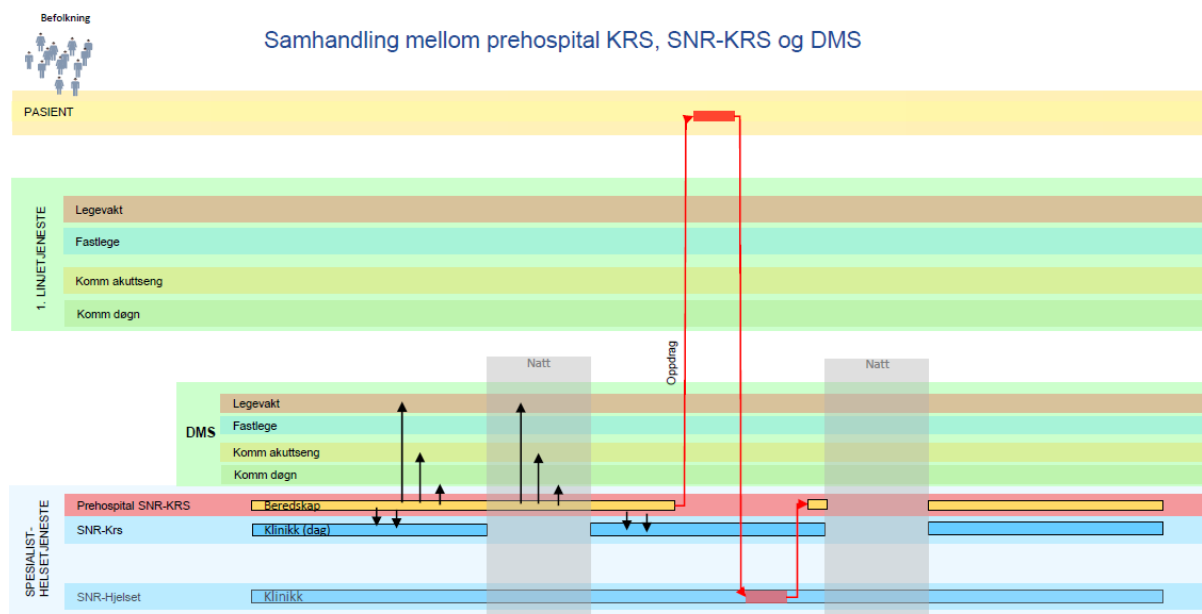 Befolkning
Samhandling mellom prehospital KRS, SNR-KRS og DMS
PASIENT
1. LINJETJENESTE
Legevakt
Fastlege
Komm akuttseng
Komm døgn
Natt
Oppdrag
Natt
DMS
Legevakt
Fastlege
Komm akuttseng
Komm døgn
SPESIALIST-
HELSETJENESTE
Prehospital SNR-KRS
Beredskap
SNR-Krs
Klinikk (dag)
SNR-Hjelset
Klinikk